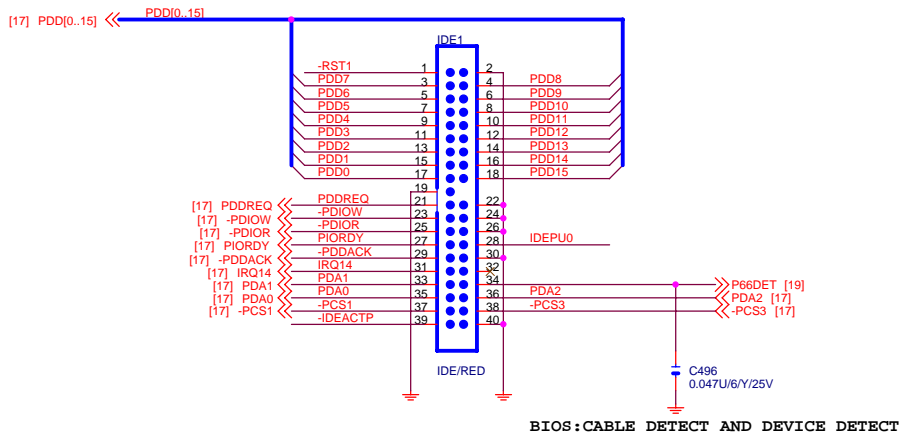 [17] PDD[0..15] PDD[0..15]
IDE1
-RST1 1 2
PDD7 3 4 PDD8
PDD6 5 6 PDD9
PDD5 7 8 PDD10
PDD4 9 10 PDD11
PDD3 11 12 PDD12
PDD2 13 14 PDD13
PDD1 15 16 PDD14
PDD0 17 18 PDD15
19
[17] PDDREQ PDDREQ 21 22
[17] -PDIOW -PDIOW 23 24
[17] -PDIOR -PDIOR 25 26
[17] PIORDY PIORDY 27 28 IDEPU0
[17] -PDDACK -PDDACK 29 30
[17] IRQ14 IRQ14 31 32
[17] PDA1 PDA1 33 34 P66DET [19]
[17] PDA0 PDA0 35 36 PDA2 PDA2 [17]
[17] -PCS1 -PCS1 37 38 -PCS3 -PCS3 [17]
-IDEACTP 39 40
IDE/RED
C496
0.047U/6/Y/25V
BIOS:CABLE DETECT AND DEVICE DETECT